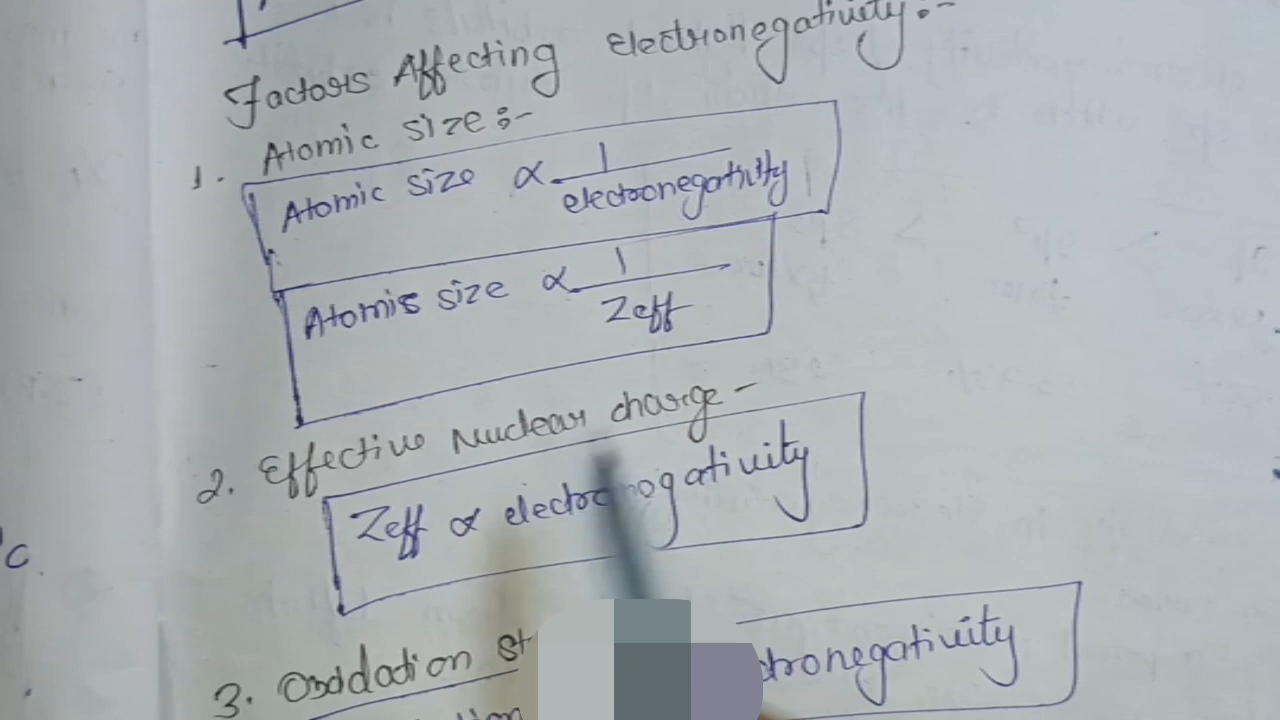 Factors Affecting Electronegativity:-
1. Atomic size:-
Atomic size ∝ 1/electronegativity
Atomic size ∝ 1/Zeff
2. Effective Nuclear charge -
Zeff ∝ electronegativity
3. Oxidation